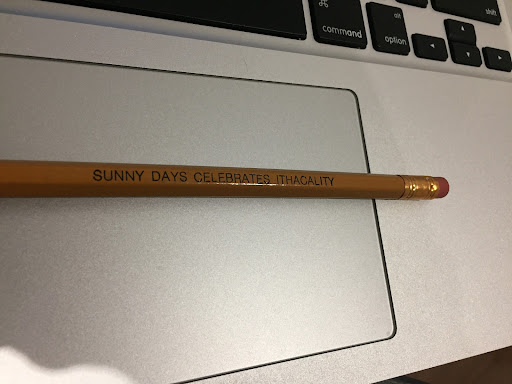 ⌘
command
alt
option
shift
SUNNY DAYS CELEBRATES ITHACALITY